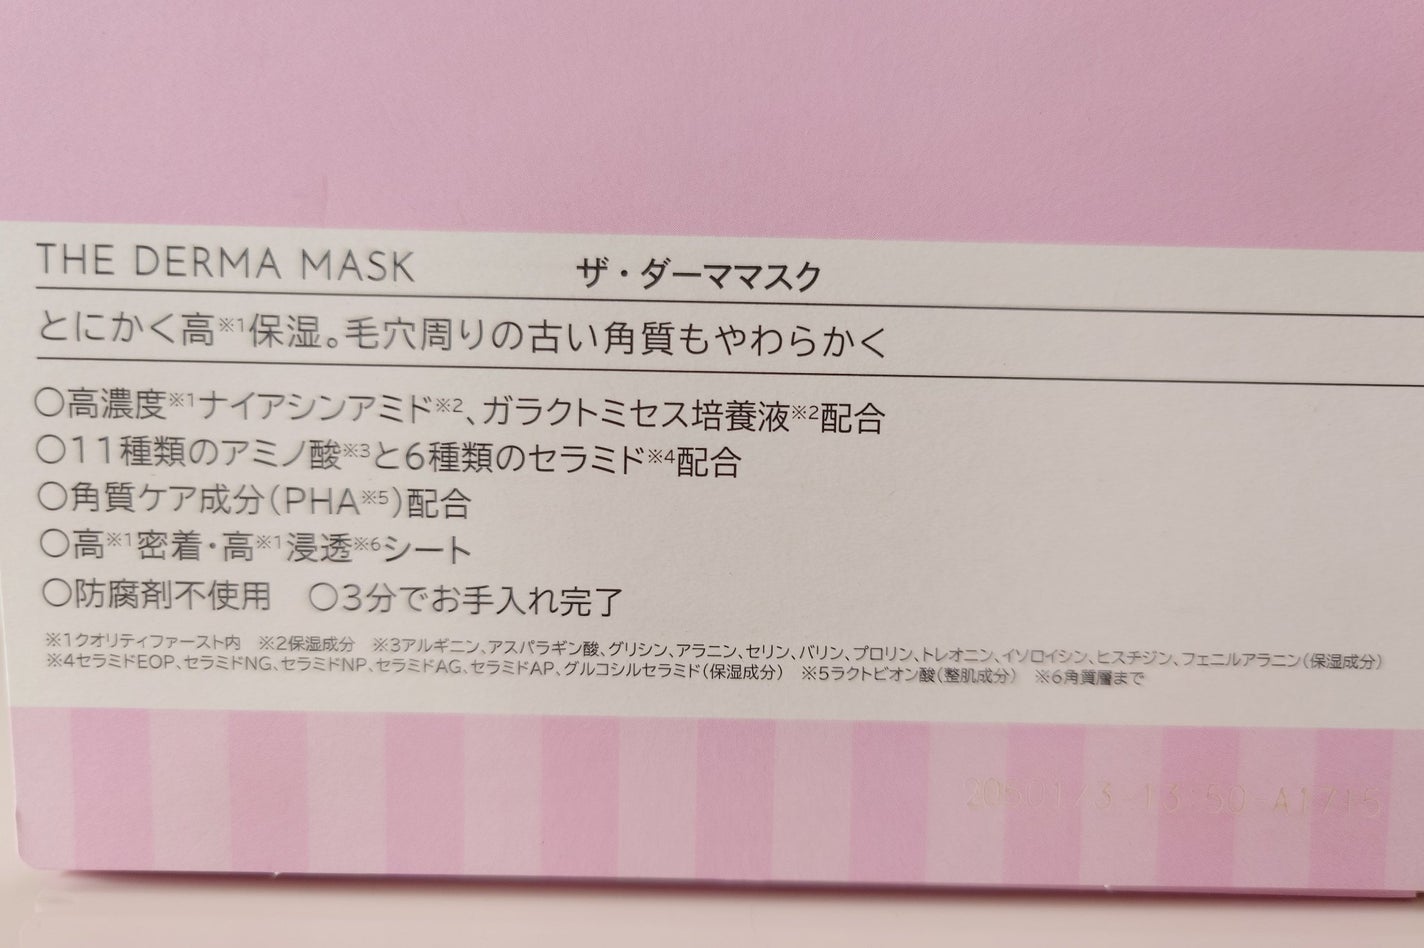 THE DERMA MASK ザ・ダーママスク
とにかく高※1保湿。毛穴周りの古い角質もやわらかく
○高濃度※1ナイアシンアミド※2、ガラクトミセス培養液※2配合
○11種類のアミノ酸※3と6種類のセラミド※4配合
○角質ケア成分(PHA※5)配合
○高※1密着・高※1浸透※6シート
○防腐剤不使用 ○3分でお手入れ完了
※1クオリティファースト内 ※2保湿成分 ※3アルギニン、アスパラギン酸、グリシン、アラニン、セリン、バリン、プロリン、トレオニン、イソロイシン、ヒスチジン、フェニルアラニン(保湿成分)
※4セラミドEOP、セラミドNG、セラミドNP、セラミドAG、セラミドAP、グルコシルセラミド(保湿成分) ※5ラクトビオン酸(整肌成分) ※6角質層まで
13:50